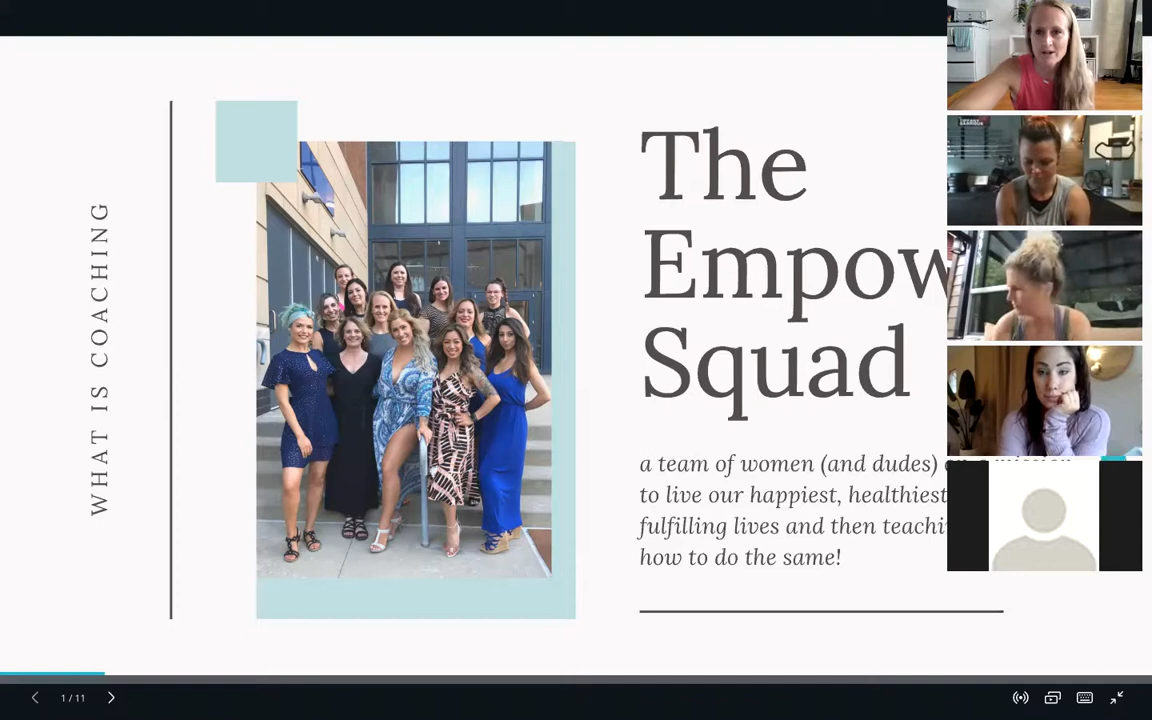 WHAT IS COACHING
The
Empow
Squad
a team of women (and dudes)
to live our happiest, healthiest
fulfilling lives and then teachi
how to do the same!
1 / 11